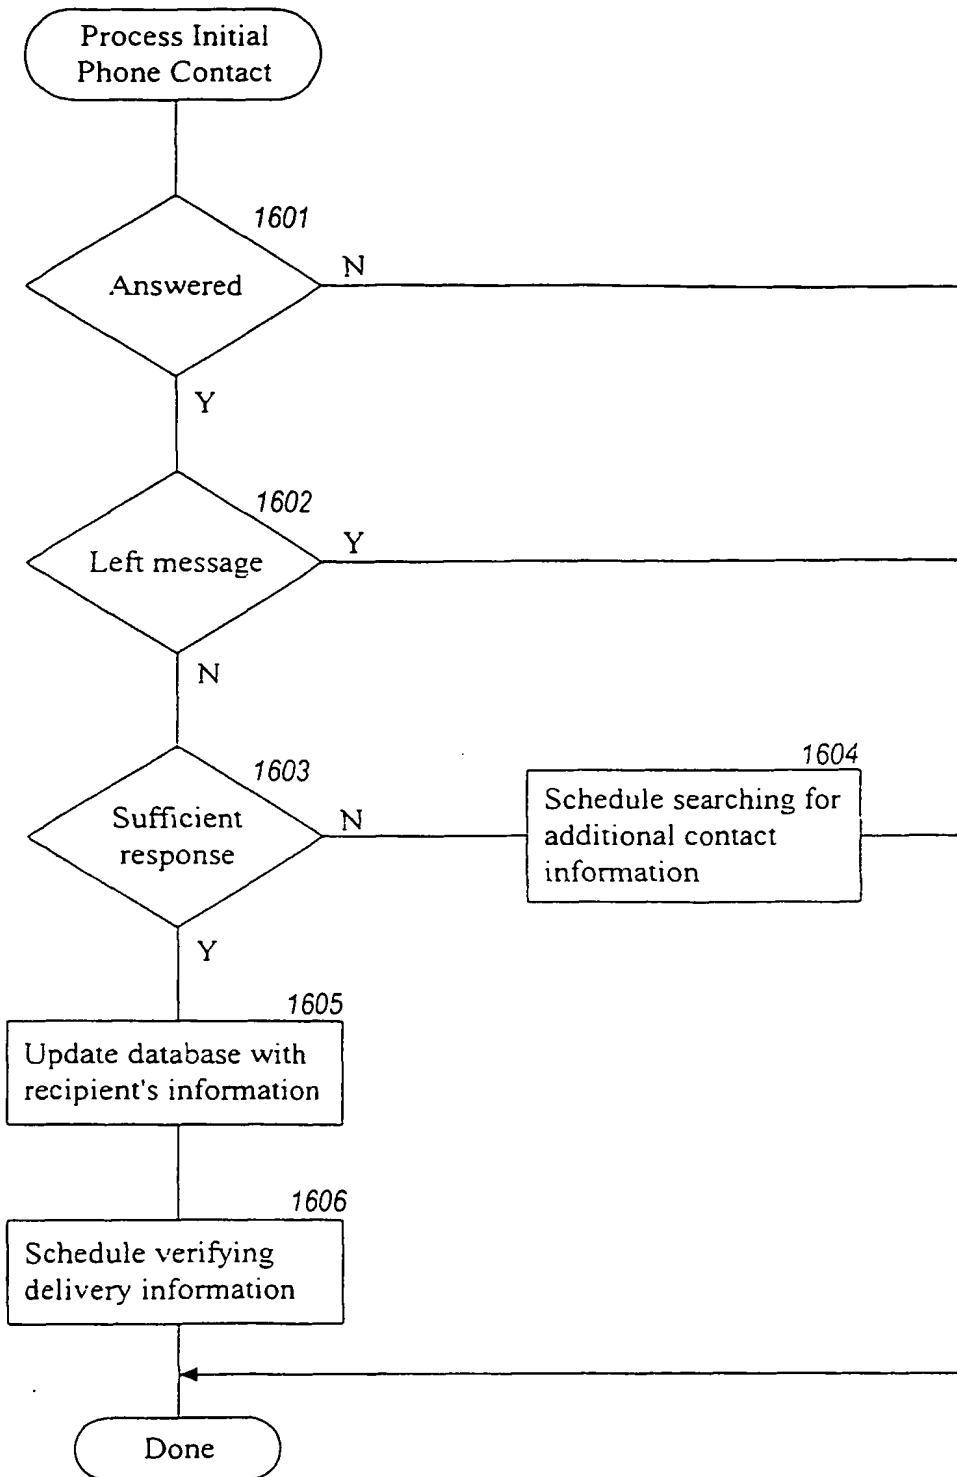 Process Initial
Phone Contact
1601
Answered
N
Y
1602
Left message
Y
N
1603
Sufficient
response
N
1604
Schedule searching for
additional contact
information
Y
1605
Update database with
recipient's information
1606
Schedule verifying
delivery information
Done